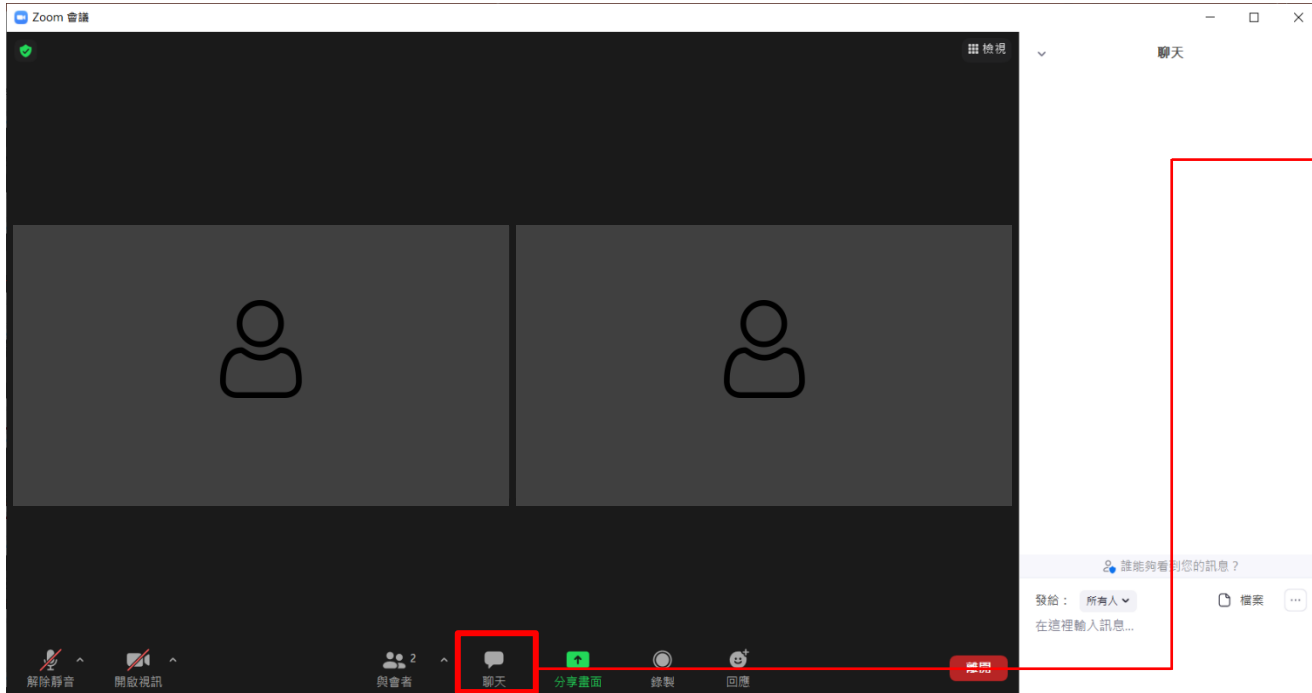 Zoom 會議
檢視
聊天
誰能夠看到您的訊息？
發給： 所有人
檔案
在這裡輸入訊息...
2
解除靜音
開啟視訊
與會者
聊天
分享畫面
錄製
回應
離開